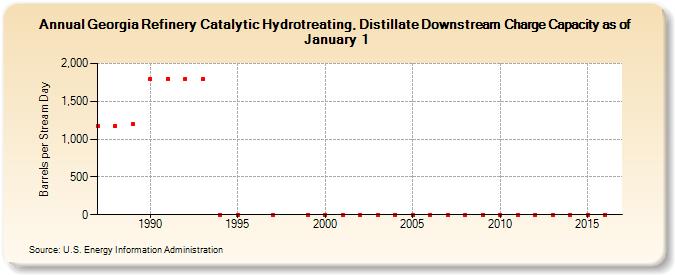 Annual Georgia Refinery Catalytic Hydrotreating, Distillate Downstream Charge Capacity as of
January 1
Barrels per Stream Day
2,000
1,500
1,000
500
0
1990 1995 2000 2005 2010 2015
Source: U.S. Energy Information Administration